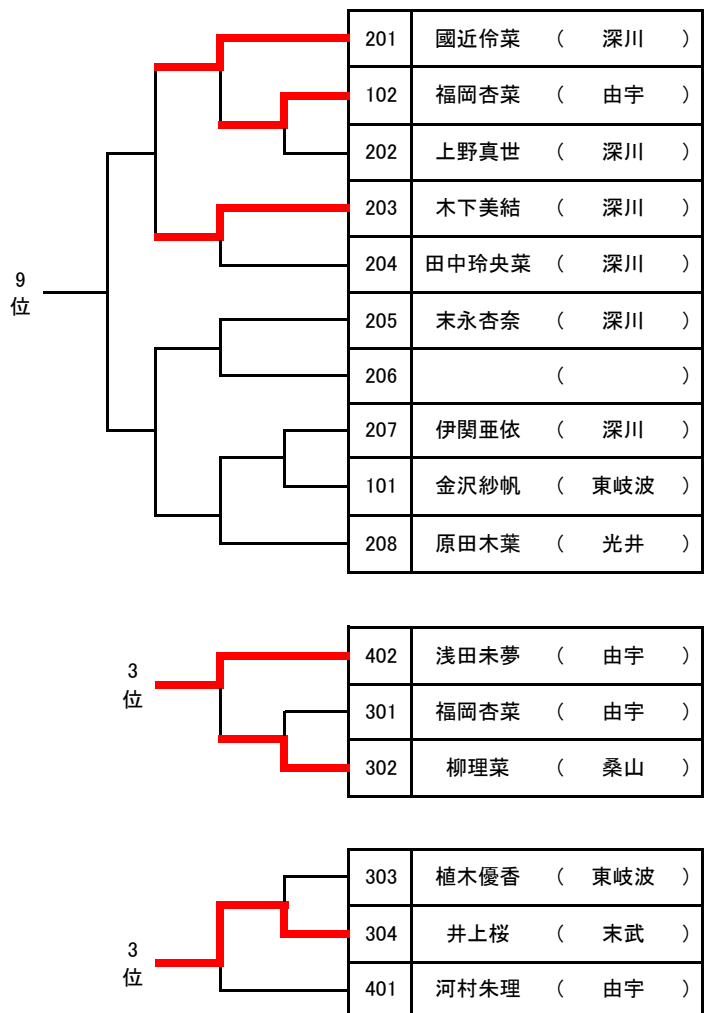 201 國近伶菜 （ 深川 ）
102 福岡杏菜 （ 由宇 ）
202 上野真世 （ 深川 ）
203 木下美結 （ 深川 ）
204 田中玲央菜 （ 深川 ）
9位
205 末永杏奈 （ 深川 ）
206 （ ）
207 伊関亜依 （ 深川 ）
101 金沢紗帆 （ 東岐波 ）
208 原田木葉 （ 光井 ）
402 浅田未夢 （ 由宇 ）
3位
301 福岡杏菜 （ 由宇 ）
302 柳理菜 （ 桑山 ）
303 植木優香 （ 東岐波 ）
304 井上桜 （ 末武 ）
3位
401 河村朱理 （ 由宇 ）